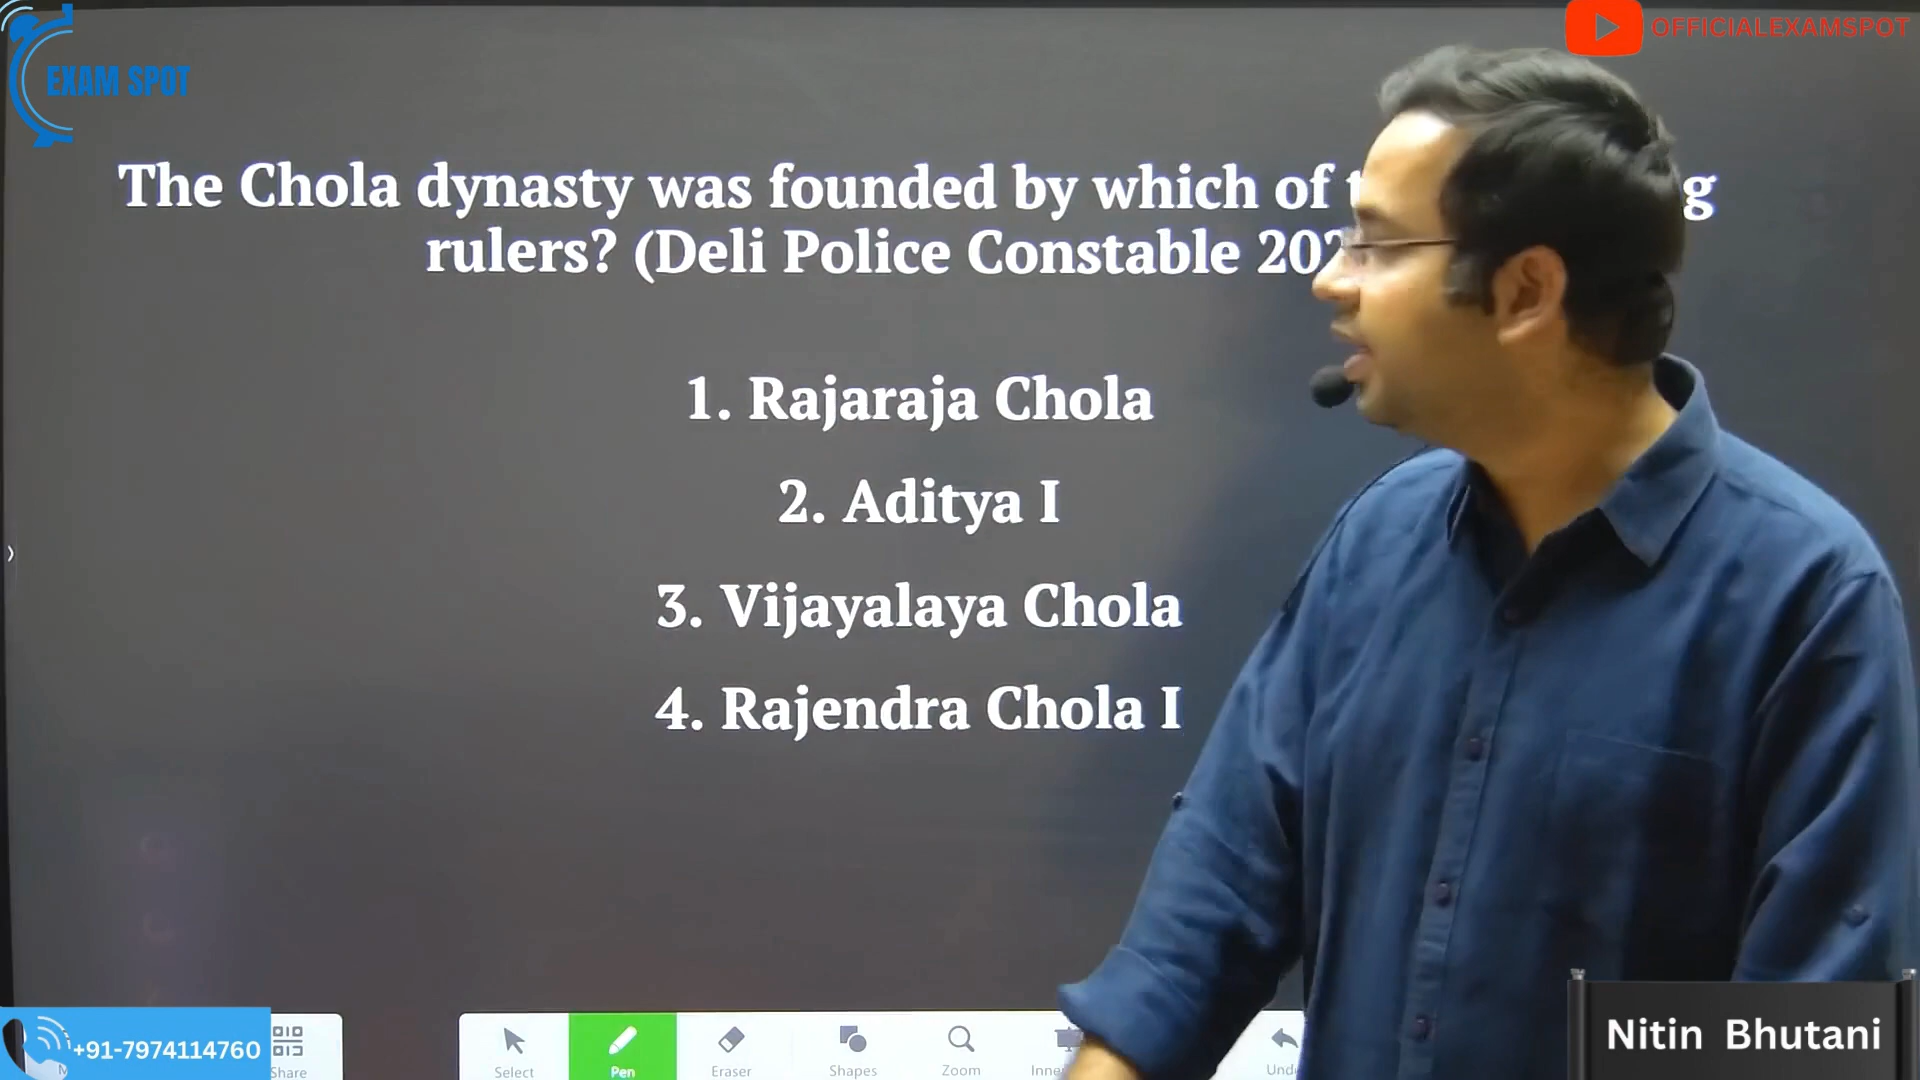 EXAM SPOT
OFFICIALEXAMSPOT
The Chola dynasty was founded by which of
rulers? (Deli Police Constable
1. Rajaraja Chola
2. Aditya I
3. Vijayalaya Chola
4. Rajendra Chola I
+91-7974114760
Share
Select
Pen
Eraser
Shapes
Zoom
Nitin Bhutani